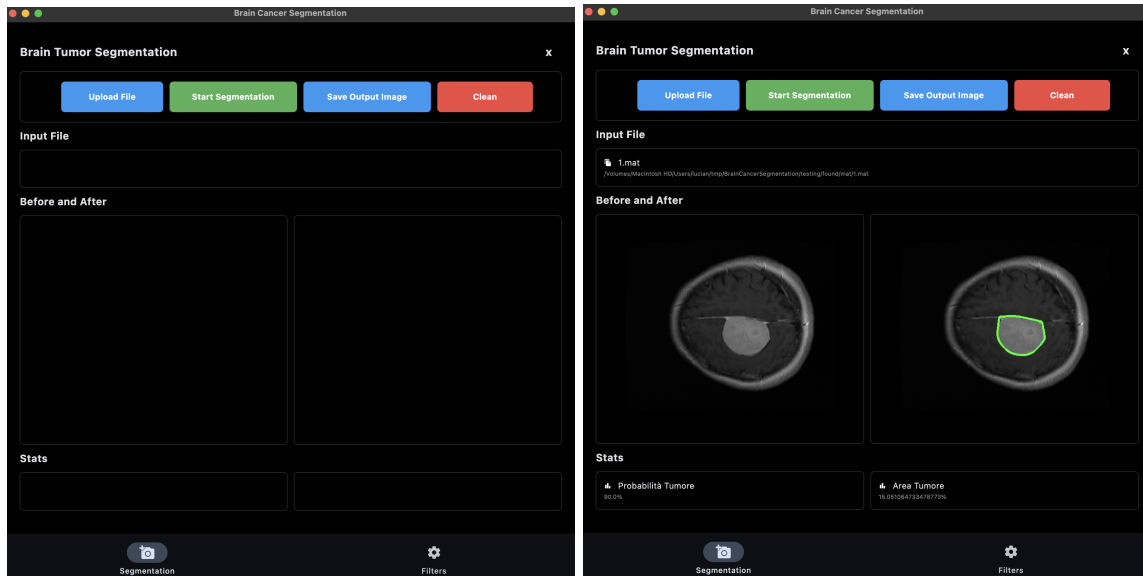 Brain Cancer Segmentation
Brain Tumor Segmentation
x
Upload File
Start Segmentation
Save Output Image
Clean
Input File
Before and After
Stats
Segmentation
Filters
Brain Cancer Segmentation
Brain Tumor Segmentation
x
Upload File
Start Segmentation
Save Output Image
Clean
Input File
1.mat
/Volumes/Macintosh HD/Users/lucian/tmp/BrainCancerSegmentation/testing/found/mat/1.mat
Before and After
Stats
Probabilità Tumore
90.0%
Area Tumore
15.051064733478773%
Segmentation
Filters